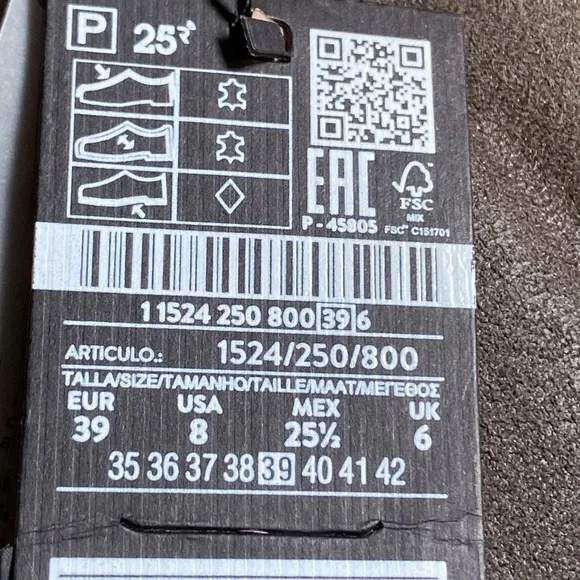 P 25
EAC
P - 45805
FSC
MIX
FSC™ C151701
1 1524 250 800 39 6
ARTICULO.: 1524/250/800
TALLA/SIZE/TAMANHO/TAILLE/MAAT/ΜΕΓΕΘΟΣ
EUR USA MEX UK
39 8 25½ 6
35 36 37 38 39 40 41 42